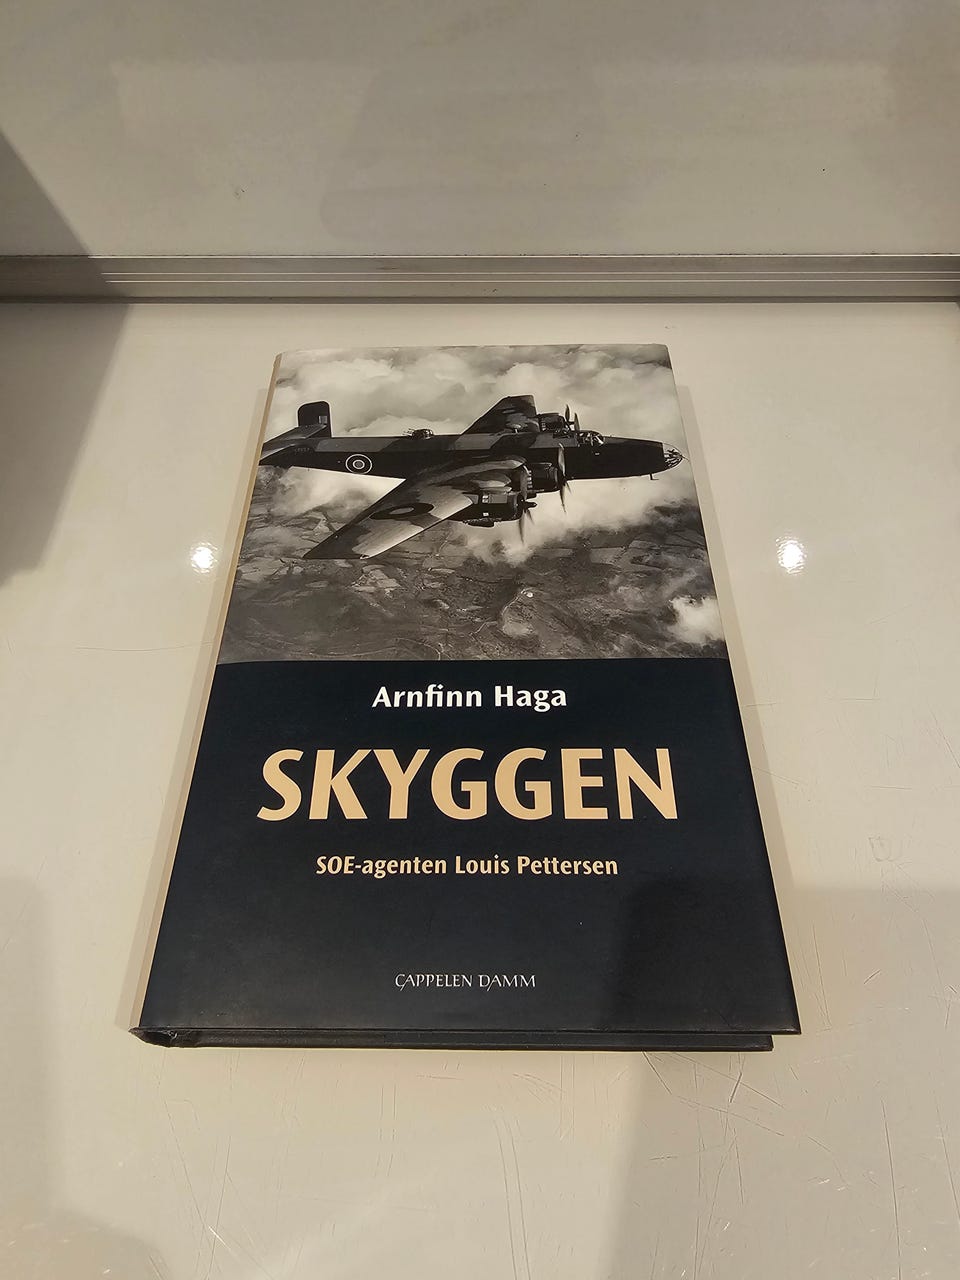 Arnfinn Haga
SKYGGEN
SOE-agenten Louis Pettersen
CAPPELEN DAMM